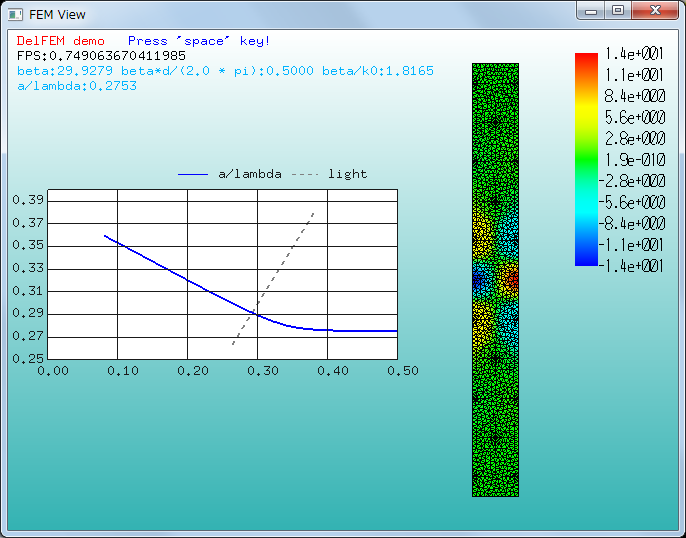 FEM View
DelFEM demo Press "space" key!
FPS:0.749063670411985
beta:29.9279 beta*d/(2.0 * pi):0.5000 beta/k0:1.8165
a/lambda:0.2753
a/lambda light
0.39
0.37
0.35
0.33
0.31
0.29
0.27
0.25
0.00 0.10 0.20 0.30 0.40 0.50
1.4e+001
1.1e+001
8.4e+000
5.6e+000
2.8e+000
1.9e-010
-2.8e+000
-5.6e+000
-8.4e+000
-1.1e+001
-1.4e+001